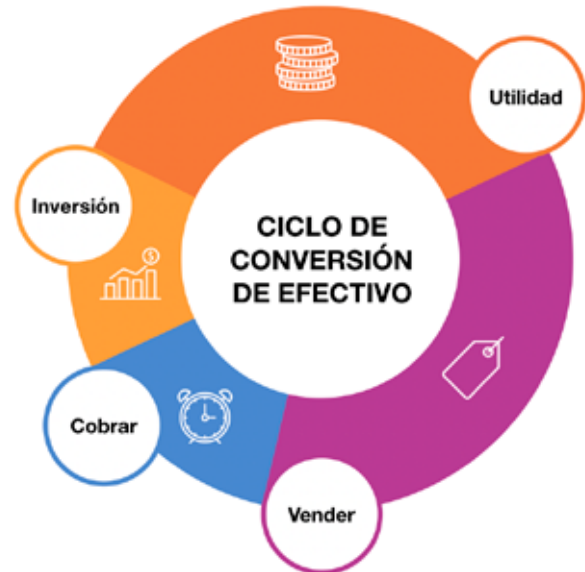 Utilidad
Inversión
CICLO DE
CONVERSIÓN
DE EFECTIVO
Cobrar
Vender
$